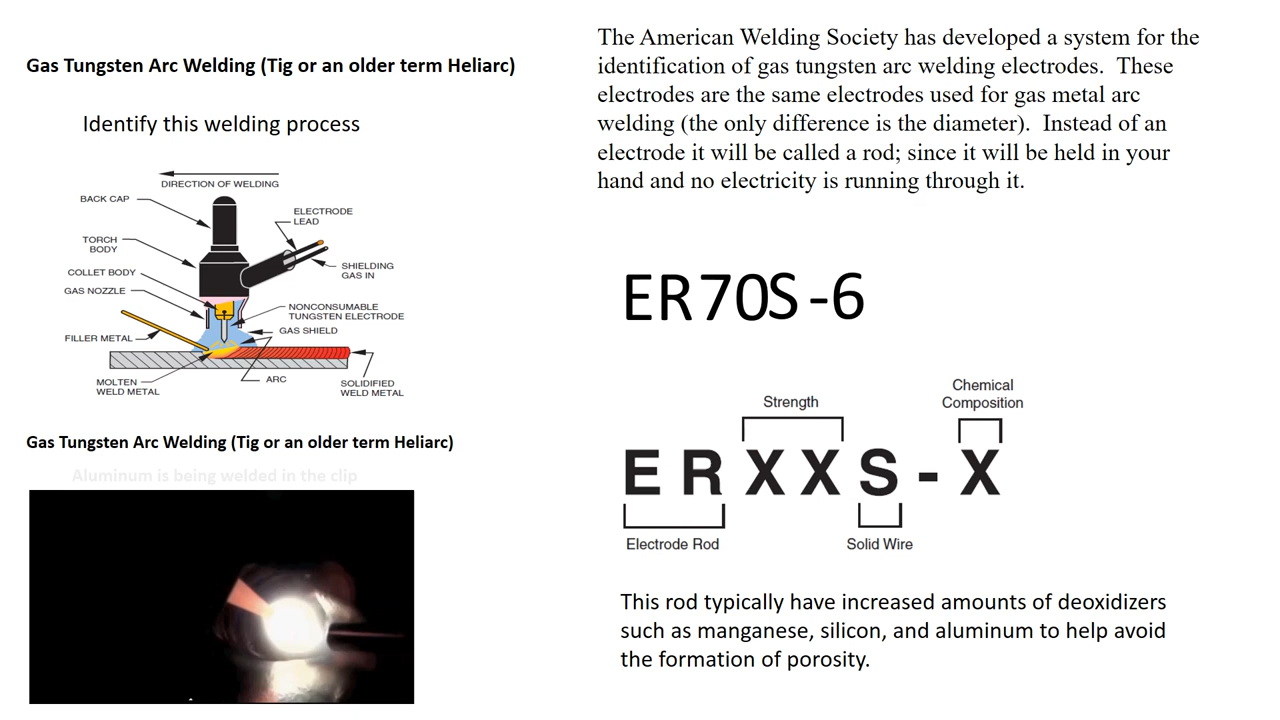 Gas Tungsten Arc Welding (Tig or an older term Heliarc)
Identify this welding process
DIRECTION OF WELDING
BACK CAP
ELECTRODE
LEAD
TORCH
BODY
COLLET BODY
SHIELDING
GAS IN
GAS NOZZLE
NONCONSUMABLE
TUNGSTEN ELECTRODE
GAS SHIELD
FILLER METAL
ARC
MOLTEN
WELD METAL
SOLIDIFIED
WELD METAL
Gas Tungsten Arc Welding (Tig or an older term Heliarc)
Aluminum is being welded in the clip
The American Welding Society has developed a system for the
identification of gas tungsten arc welding electrodes.  These
electrodes are the same electrodes used for gas metal arc
welding (the only difference is the diameter).  Instead of an
electrode it will be called a rod; since it will be held in your
hand and no electricity is running through it.
ER70S-6
Strength
Chemical
Composition
ERXXS-X
Electrode Rod
Solid Wire
This rod typically have increased amounts of deoxidizers
such as manganese, silicon, and aluminum to help avoid
the formation of porosity.